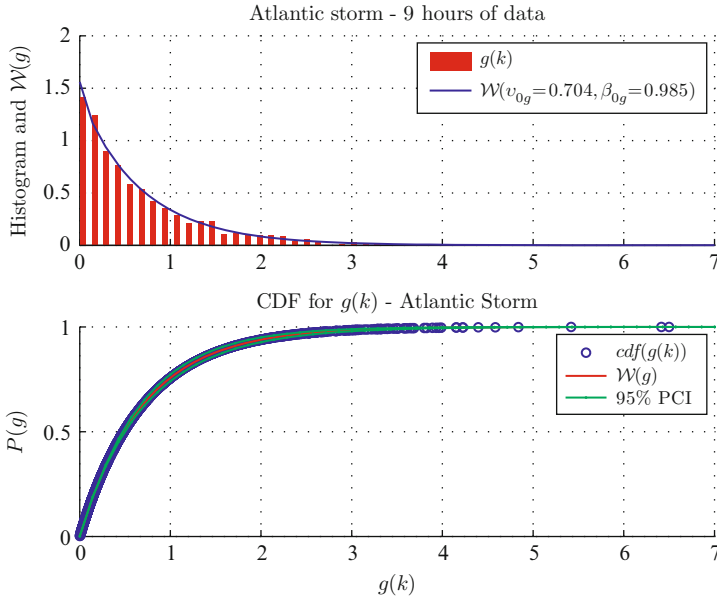 Atlantic storm - 9 hours of data
Histogram and 𝒲(g)
2
1.5
1
0.5
0
g(k)
𝒲(υ₀g=0.704, β₀g=0.985)
0 1 2 3 4 5 6 7
CDF for g(k) - Atlantic Storm
P(g)
1
0.5
0
cdf(g(k))
𝒲(g)
95% PCI
0 1 2 3 4 5 6 7
g(k)